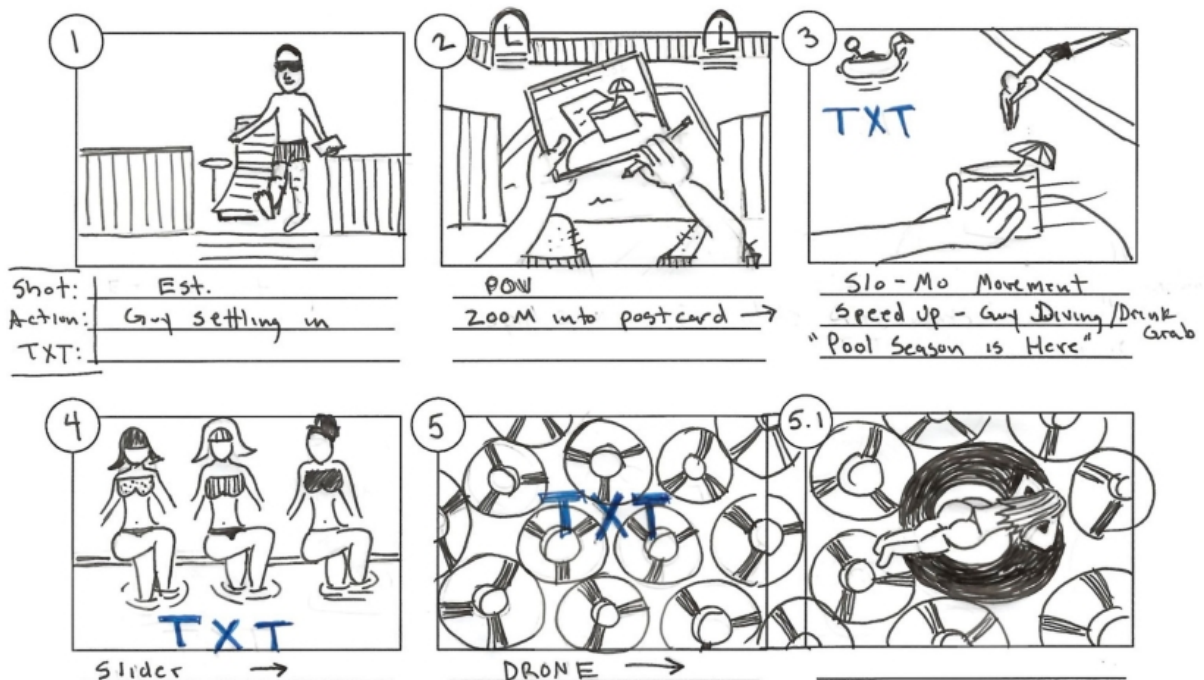 1
2
L
L
3
TXT
Shot: Est.
Action: Guy settling in
TXT:
POV
ZOOM into postcard →
Slo-Mo Movement
Speed Up - Guy Diving / Drink Grab
"Pool Season is Here"
4
TXT
Slider →
5
TXT
DRONE →
5.1